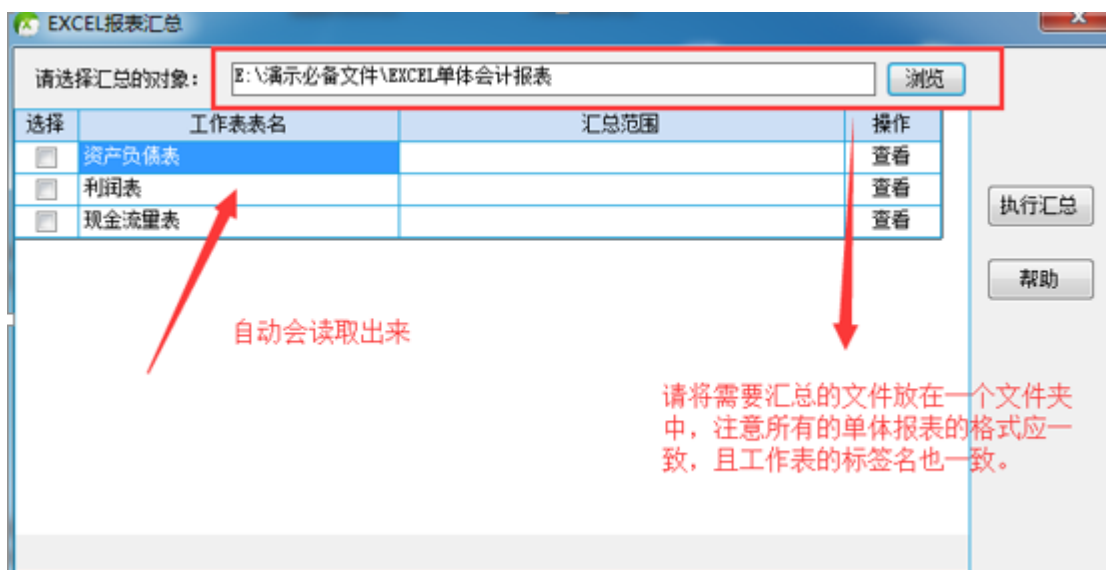 EXCEL报表汇总
请选择汇总的对象：
E:\演示必备文件\EXCEL单体会计报表
浏览
选择 工作表表名 汇总范围 操作
资产负债表 查看
利润表 查看
现金流量表 查看
执行汇总
帮助
自动会读取出来
请将需要汇总的文件放在一个文件夹
中，注意所有的单体报表的格式应一
致，且工作表的标签名也一致。